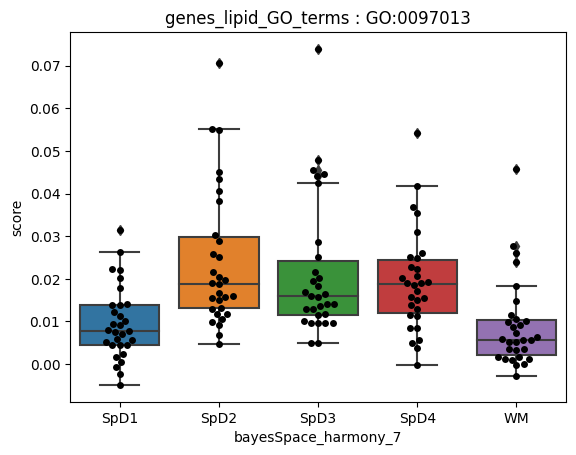 genes_lipid_GO_terms : GO:0097013
score
0.07
0.06
0.05
0.04
0.03
0.02
0.01
0.00
SpD1 SpD2 SpD3 SpD4 WM
bayesSpace_harmony_7